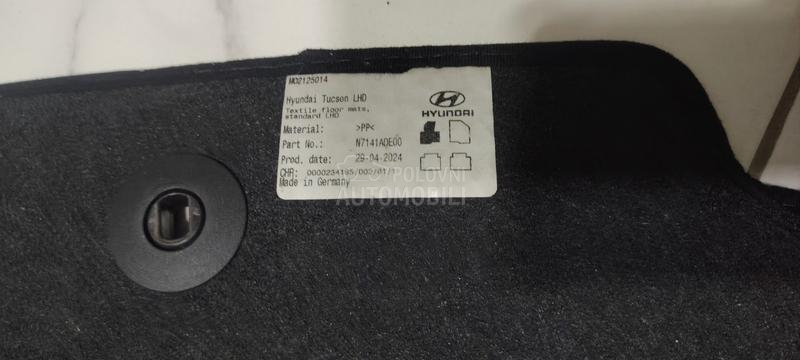 MO2125014
Hyundai Tucson LHD
Textile floor mats,
standard LHD
HYUNDAI
Material: >PP<
Part No.: N7141ADE00
Prod. date: 29-04-2024
CHR: 0000234195/002/01/
Made in Germany
POLOVNI
AUTOMOBILI